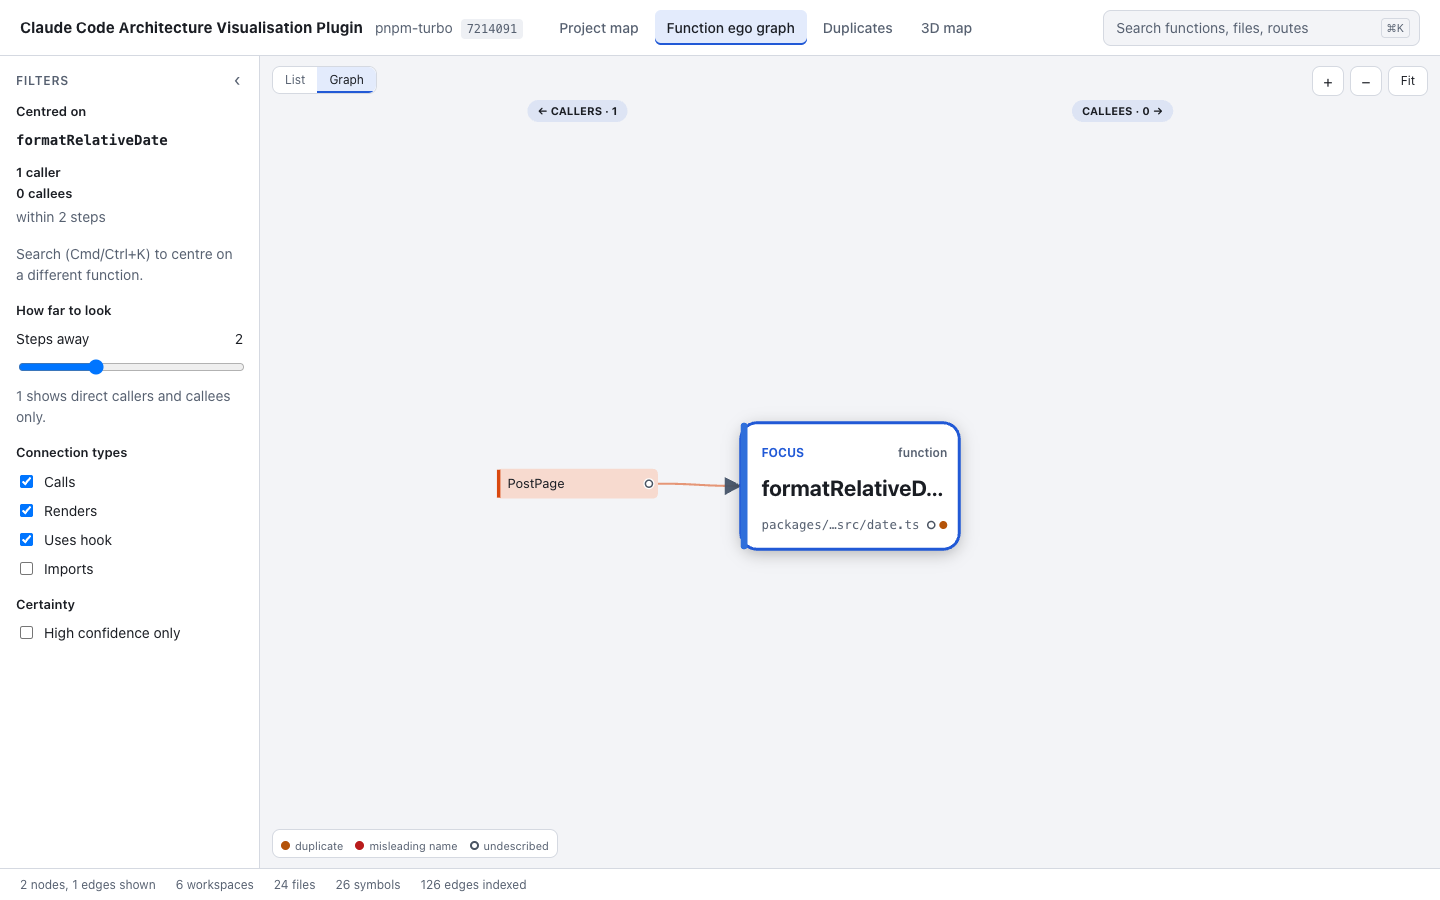 Claude Code Architecture Visualisation Plugin pnpm-turbo 7214091 Project map Function ego graph Duplicates 3D map Search functions, files, routes ⌘K
FILTERS ‹
Centred on
formatRelativeDate
1 caller
0 callees
within 2 steps
Search (Cmd/Ctrl+K) to centre on
a different function.
How far to look
Steps away 2
1 shows direct callers and callees
only.
Connection types
Calls
Renders
Uses hook
Imports
Certainty
High confidence only
List Graph
+ − Fit
← CALLERS · 1
CALLEES · 0 →
PostPage
FOCUS function
formatRelativeD…
packages/…src/date.ts
duplicate misleading name undescribed
2 nodes, 1 edges shown 6 workspaces 24 files 26 symbols 126 edges indexed